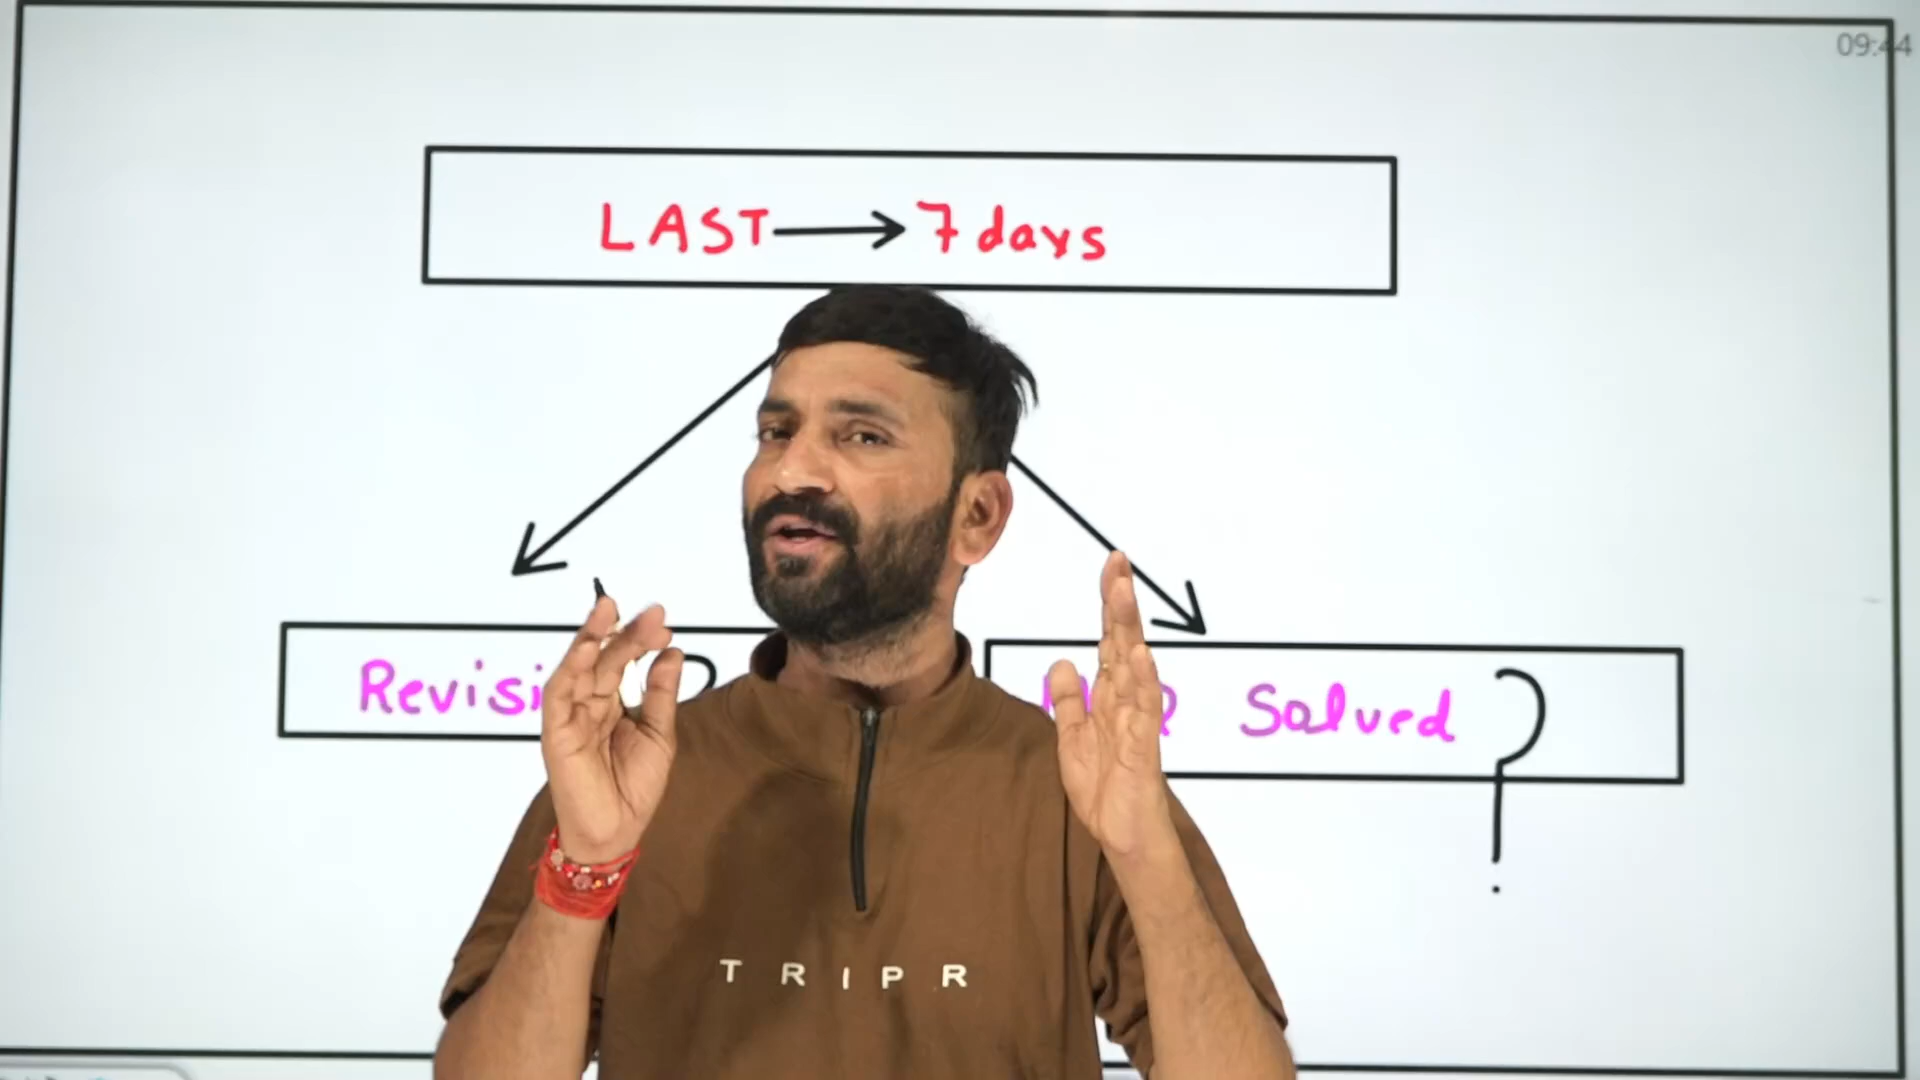 09:44
LAST → 7 days
Revisi ?
Solved ?
TRIPR